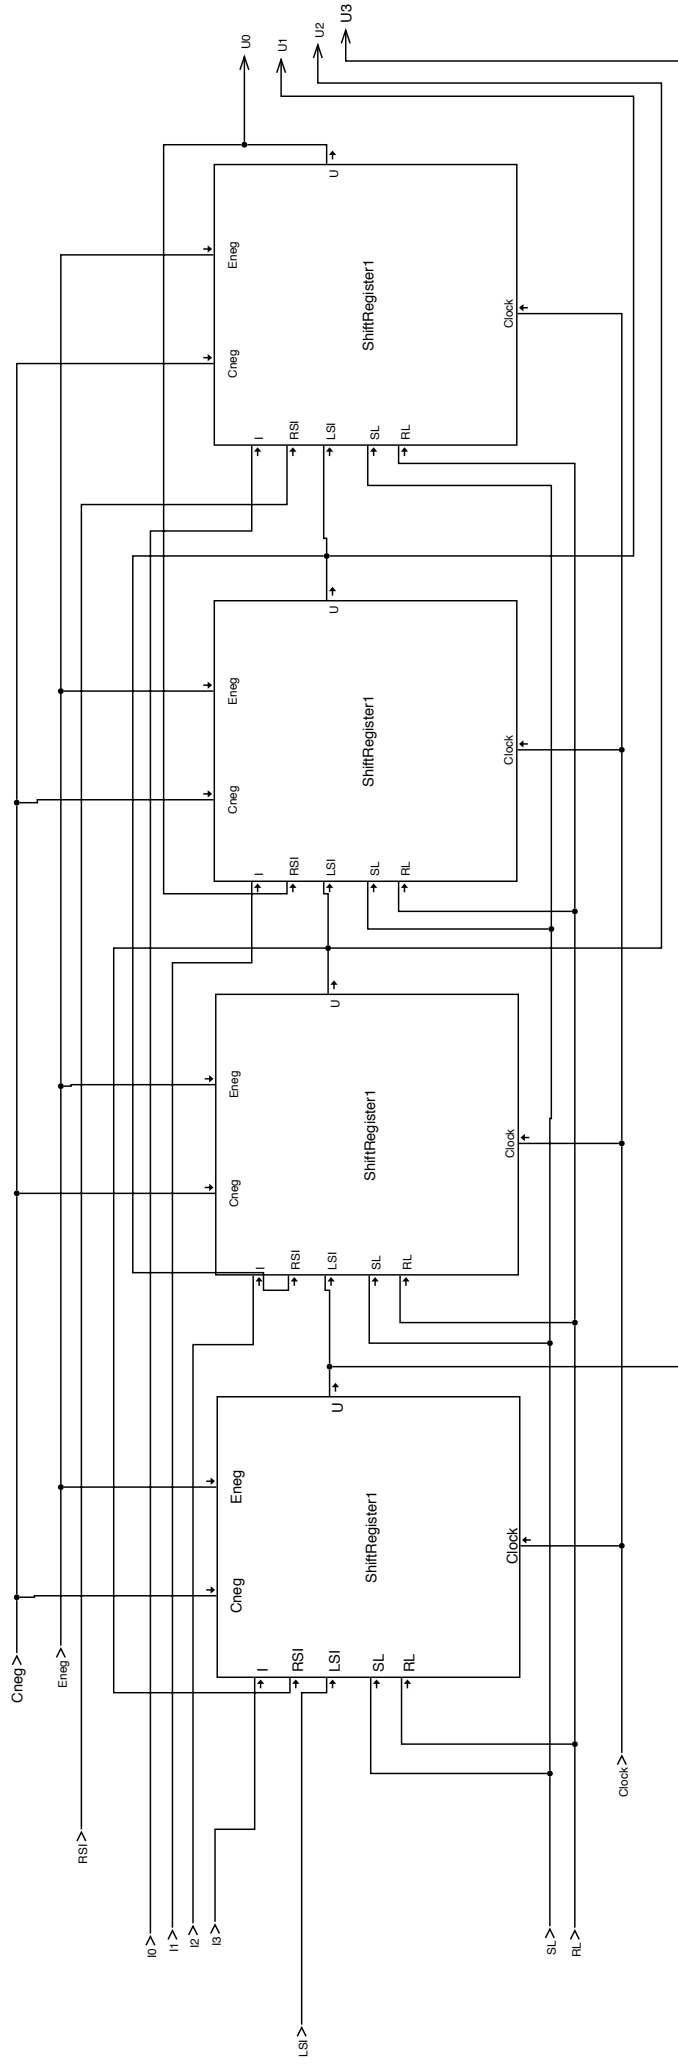 U0
U1
U2
U3
U
Eneg
Cneg
ShiftRegister1
Clock
I
RSI
LSI
SL
RL
U
Eneg
Cneg
ShiftRegister1
Clock
I
RSI
LSI
SL
RL
U
Eneg
Cneg
ShiftRegister1
Clock
I
RSI
LSI
SL
RL
U
Eneg
Cneg
ShiftRegister1
Clock
I
RSI
LSI
SL
RL
Cneg
Eneg
RSI
I0
I1
I2
I3
LSI
SL
RL
Clock